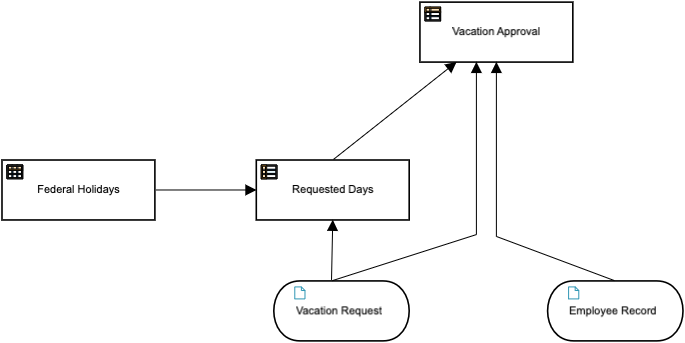 Vacation Approval
Federal Holidays
Requested Days
Vacation Request
Employee Record